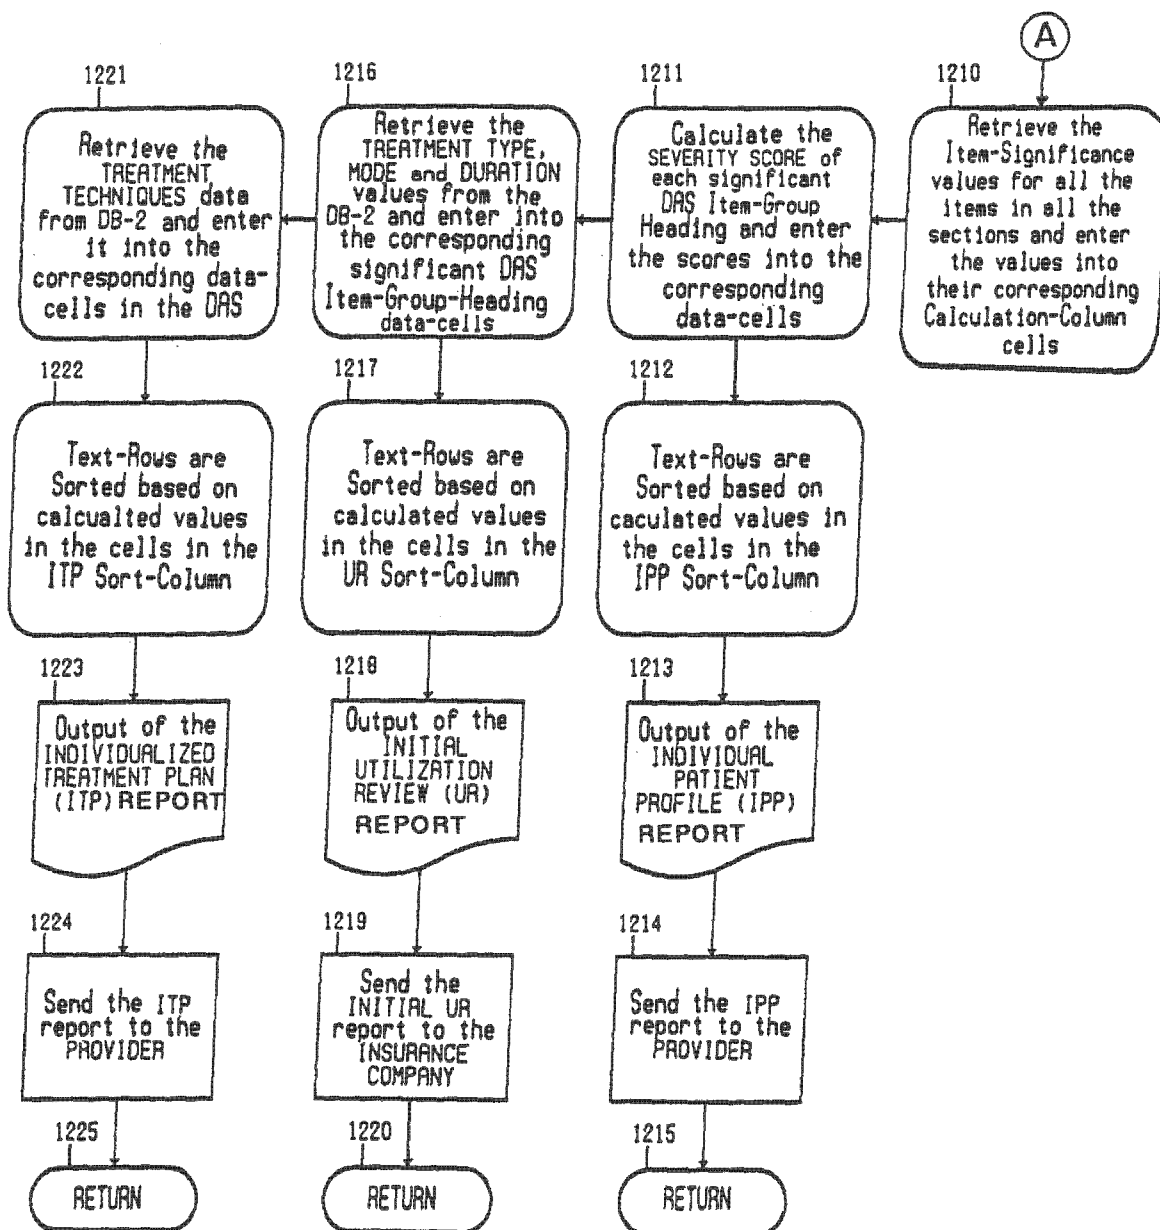 A
1210
Retrieve the
Item-Significance
values for all the
items in all the
sections and enter
the values into
their corresponding
Calculation-Column
cells
1211
Calculate the
SEVERITY SCORE of
each significant
DAS Item-Group
Heading and enter
the scores into the
corresponding
data-cells
1216
Retrieve the
TREATMENT TYPE,
MODE and DURATION
values from the
DB-2 and enter into
the corresponding
significant DAS
Item-Group-Heading
data-cells
1221
Retrieve the
TREATMENT
TECHNIQUES data
from DB-2 and enter
it into the
corresponding data-
cells in the DAS
1222
Text-Rows are
Sorted based on
calcualted values
in the cells in the
ITP Sort-Column
1217
Text-Rows are
Sorted based on
calculated values
in the cells in the
UR Sort-Column
1212
Text-Rows are
Sorted based on
caculated values in
the cells in the
IPP Sort-Column
1223
Output of the
INDIVIDUALIZED
TREATMENT PLAN
(ITP) REPORT
1218
Output of the
INITIAL
UTILIZATION
REVIEW (UR)
REPORT
1213
Output of the
INDIVIDUAL
PATIENT
PROFILE (IPP)
REPORT
1224
Send the ITP
report to the
PROVIDER
1219
Send the
INITIAL UR
report to the
INSURANCE
COMPANY
1214
Send the IPP
report to the
PROVIDER
1225
RETURN
1220
RETURN
1215
RETURN